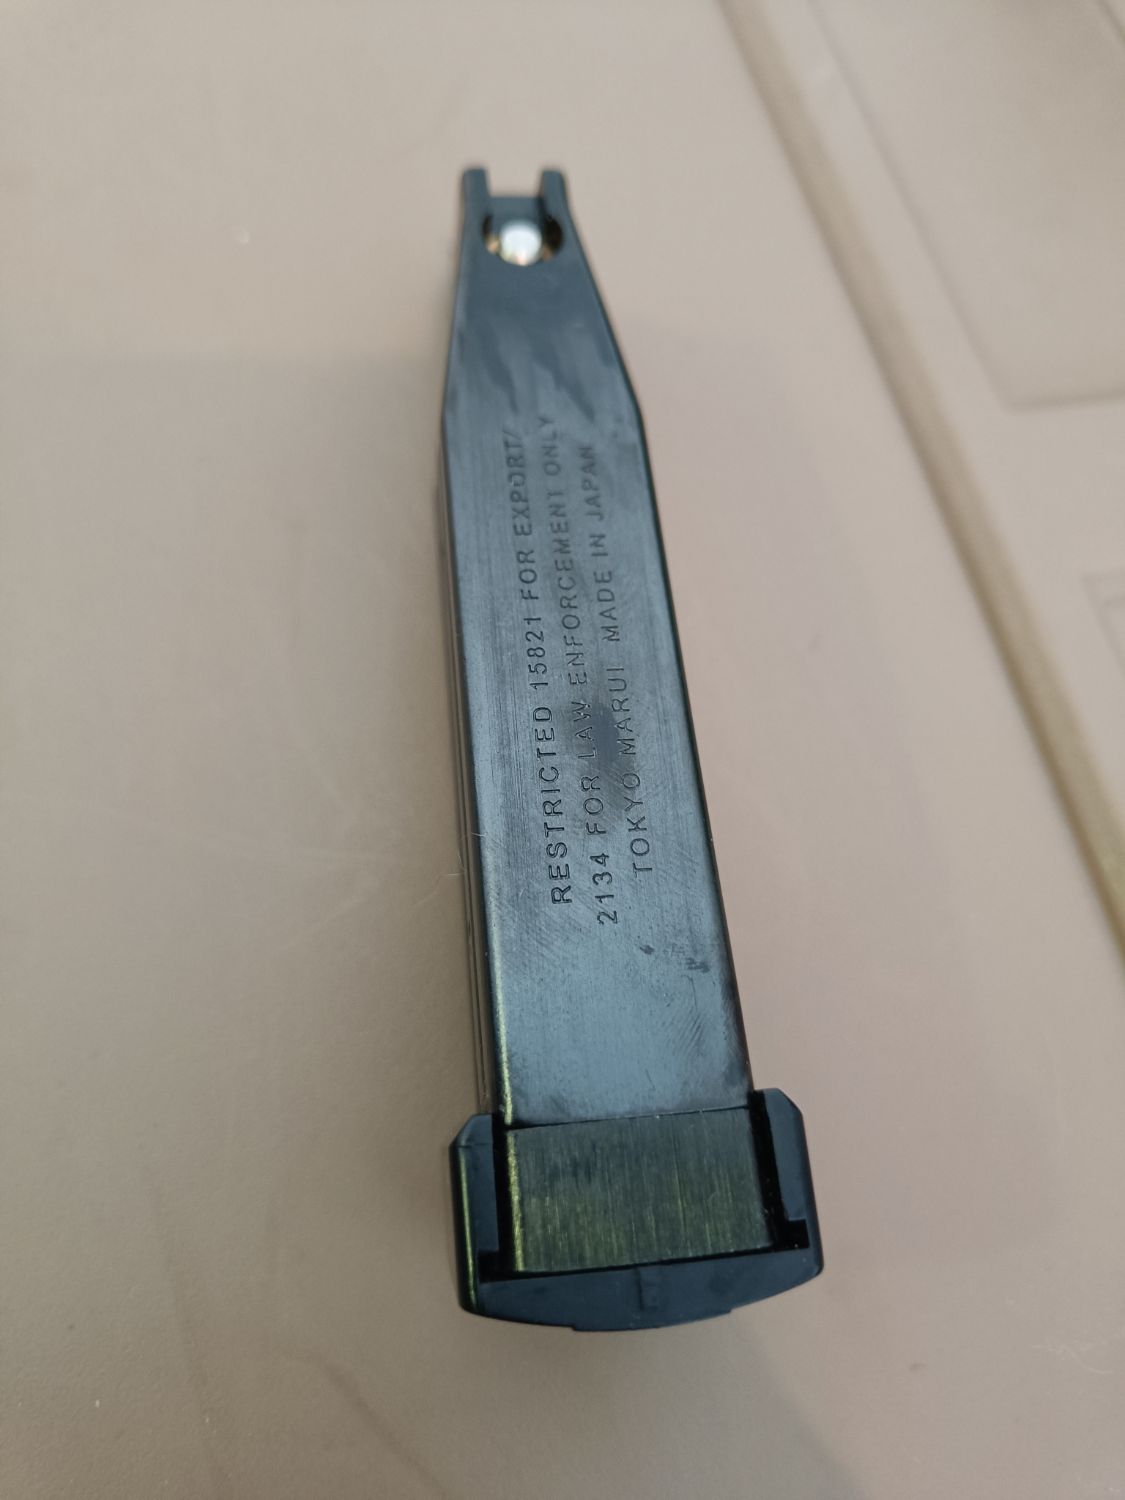 RESTRICTED 15821 FOR EXPORT/
2134 FOR LAW ENFORCEMENT ONLY
TOKYO MARUI MADE IN JAPAN